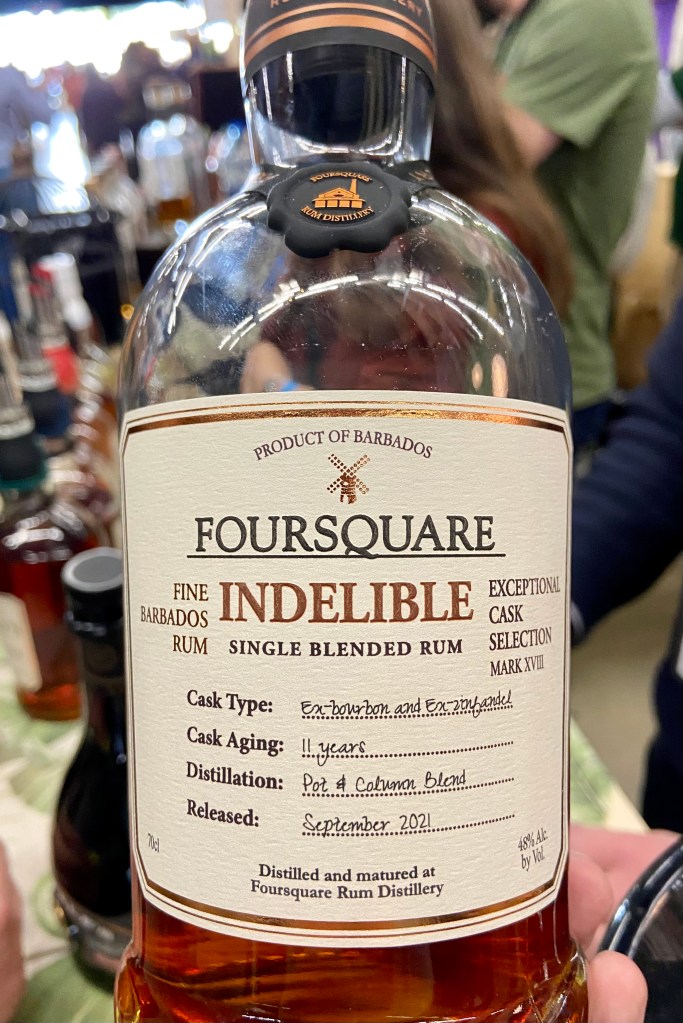 FOURSQUARE
RUM DISTILLERY
PRODUCT OF BARBADOS
FOURSQUARE
FINE
BARBADOS
RUM
INDELIBLE
SINGLE BLENDED RUM
EXCEPTIONAL
CASK
SELECTION
MARK XVIII
Cask Type: Ex-bourbon and Ex-zinfandel
Cask Aging: 11 years
Distillation: Pot & Column Blend
Released: September 2021
70cl
48% Alc.
by Vol.
Distilled and matured at
Foursquare Rum Distillery